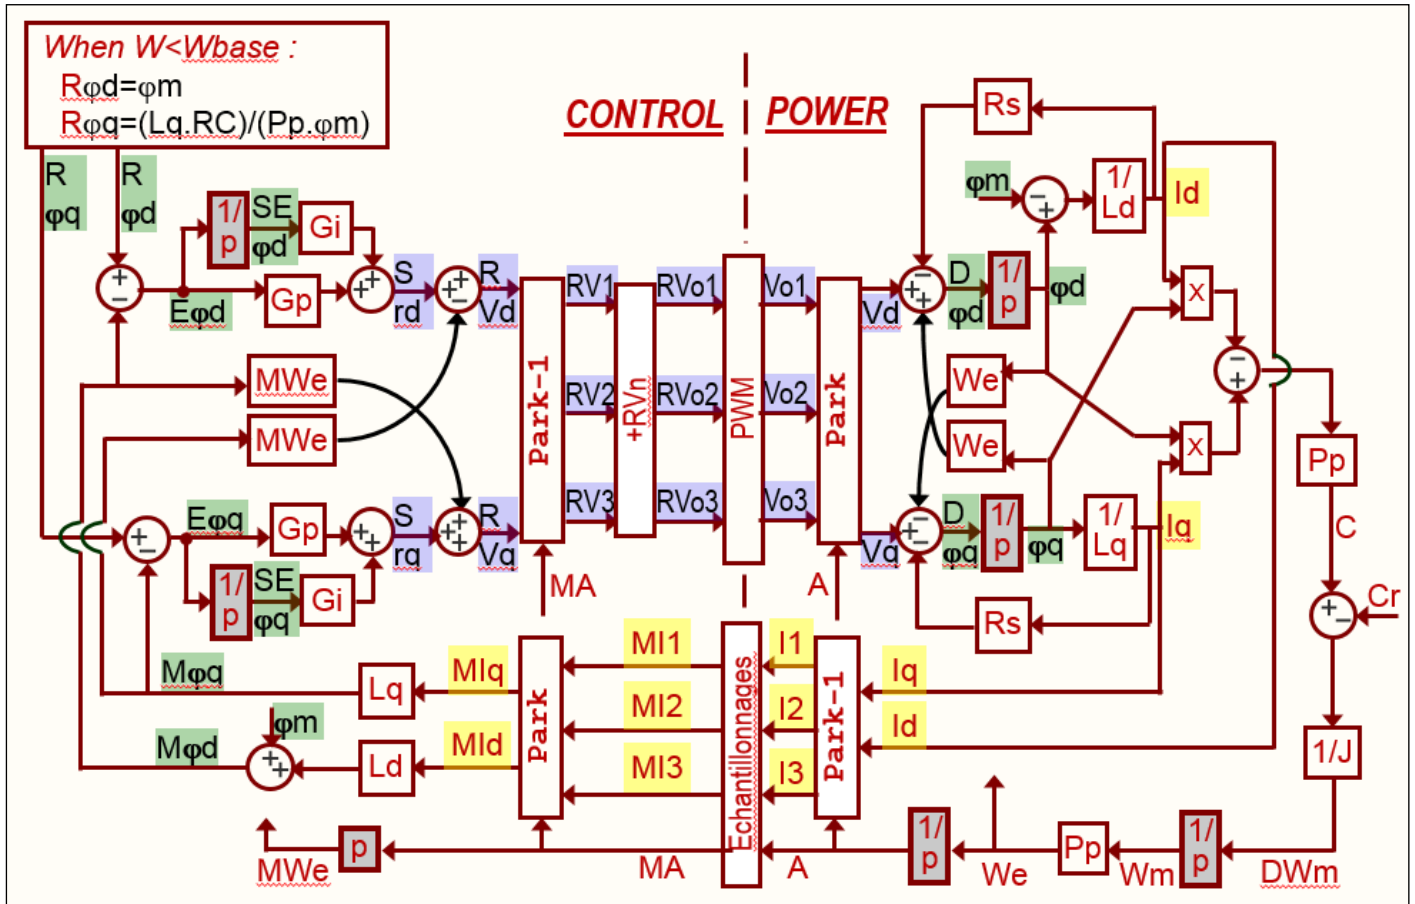 When W<Wbase :
Rφd=φm
Rφq=(Lq.RC)/(Pp.φm)
CONTROL
POWER
R
φq
R
φd
1/
p
SE
φd
Gi
+
−
Eφd
Gp
+
+
S
rd
+
+
−
R
Vd
MWe
MWe
Park-1
RV1
RV2
RV3
+RVn
RVo1
RVo2
RVo3
PWM
Vo1
Vo2
Vo3
Park
Vd
Vq
−
+
+
D
φd
1/
p
φd
φm
−
+
1/
Ld
Id
Rs
We
We
x
x
−
+
Pp
C
+
−
Cr
1/J
DWm
1/
p
Wm
Pp
We
1/
p
A
+
−
Eφq
Gp
1/
p
SE
φq
Gi
+
+
S
rq
+
+
+
R
Vq
MA
A
+
−
−
D
φq
1/
p
φq
1/
Lq
Iq
Rs
Mφq
Lq
MIq
Mφd
φm
+
+
Ld
MId
Park
MI1
MI2
MI3
Echantillonnages
I1
I2
I3
Park-1
Iq
Id
MWe
p
MA